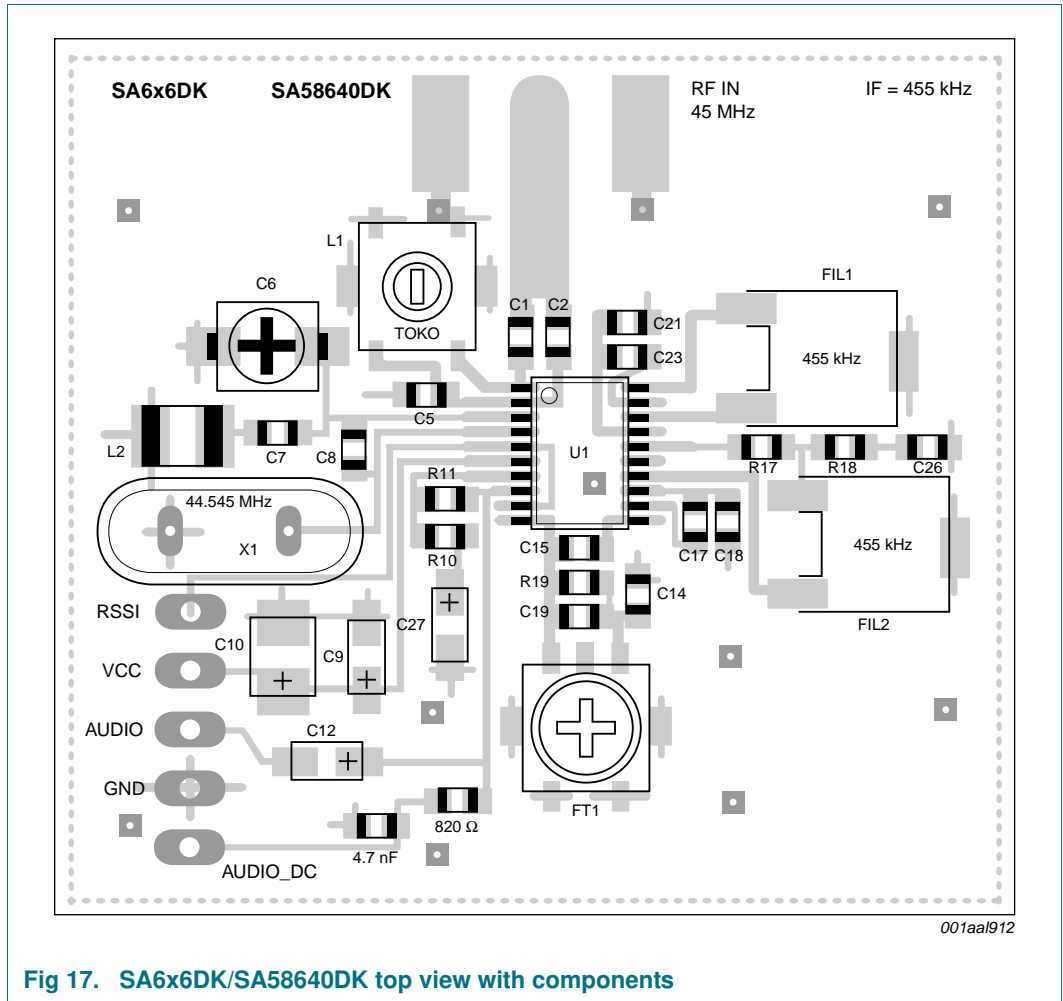 SA6x6DK SA58640DK RF IN IF = 455 kHz
45 MHz
L1
C6
FIL1
C1 C2
C21
TOKO
C23
455 kHz
C5
L2
C7
C8
U1
R11
R17 R18 C26
44.545 MHz
X1
R10
C15
C17 C18
455 kHz
R19
C14
RSSI
C27
C19
FIL2
C10
C9
VCC
C12
AUDIO
GND
820 Ω
FT1
4.7 nF
AUDIO_DC
001aal912
Fig 17. SA6x6DK/SA58640DK top view with components